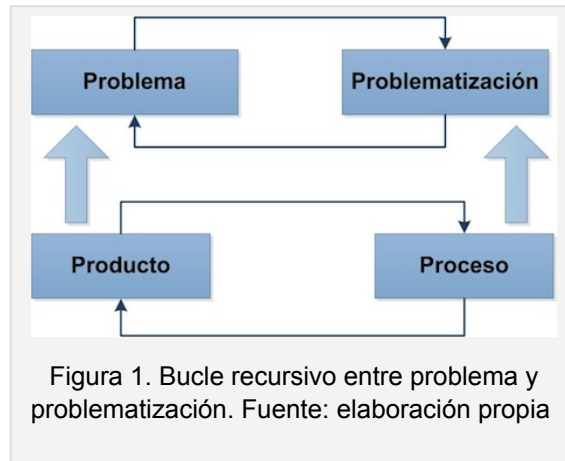 Problema
Problematización
Producto
Proceso
Figura 1. Bucle recursivo entre problema y
problematización. Fuente: elaboración propia